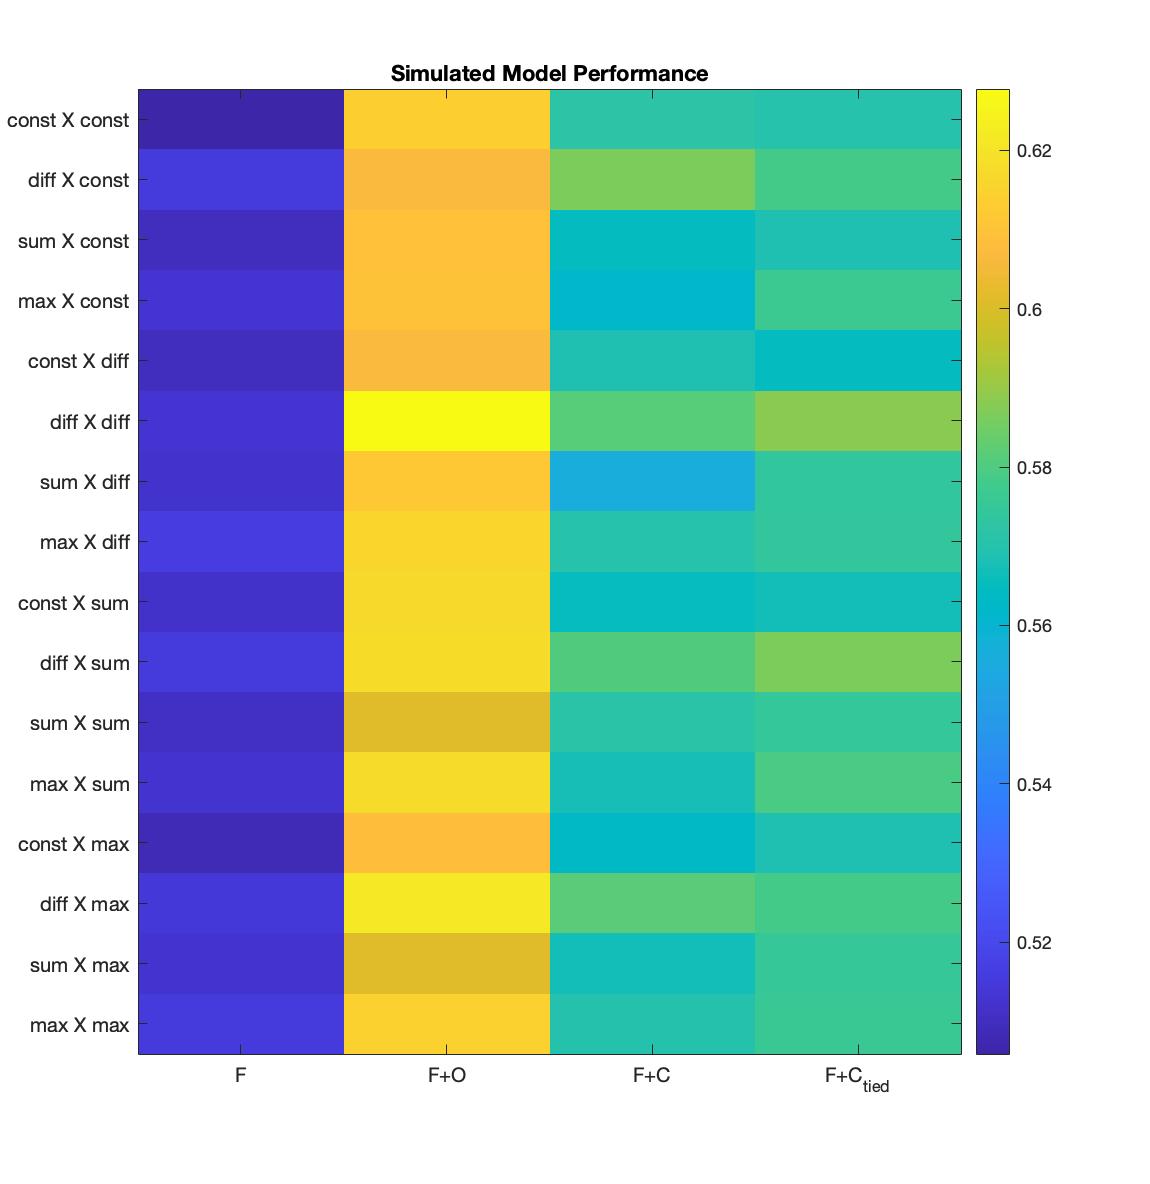 Simulated Model Performance
const X const
diff X const
sum X const
max X const
const X diff
diff X diff
sum X diff
max X diff
const X sum
diff X sum
sum X sum
max X sum
const X max
diff X max
sum X max
max X max
F
F+O
F+C
F+C_tied
0.62
0.6
0.58
0.56
0.54
0.52